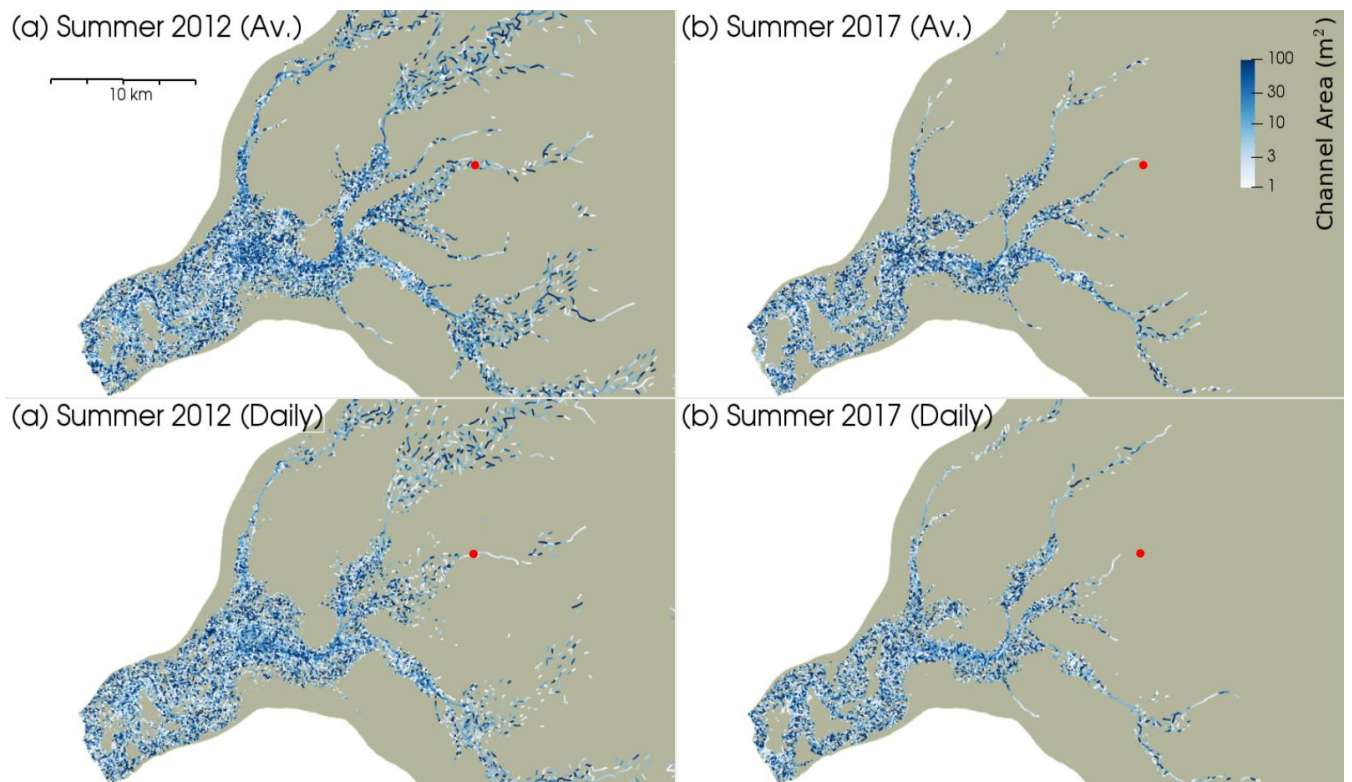 (a) Summer 2012 (Av.)
10 km
(b) Summer 2017 (Av.)
100
30
10
3
1
Channel Area (m²)
(a) Summer 2012 (Daily)
(b) Summer 2017 (Daily)